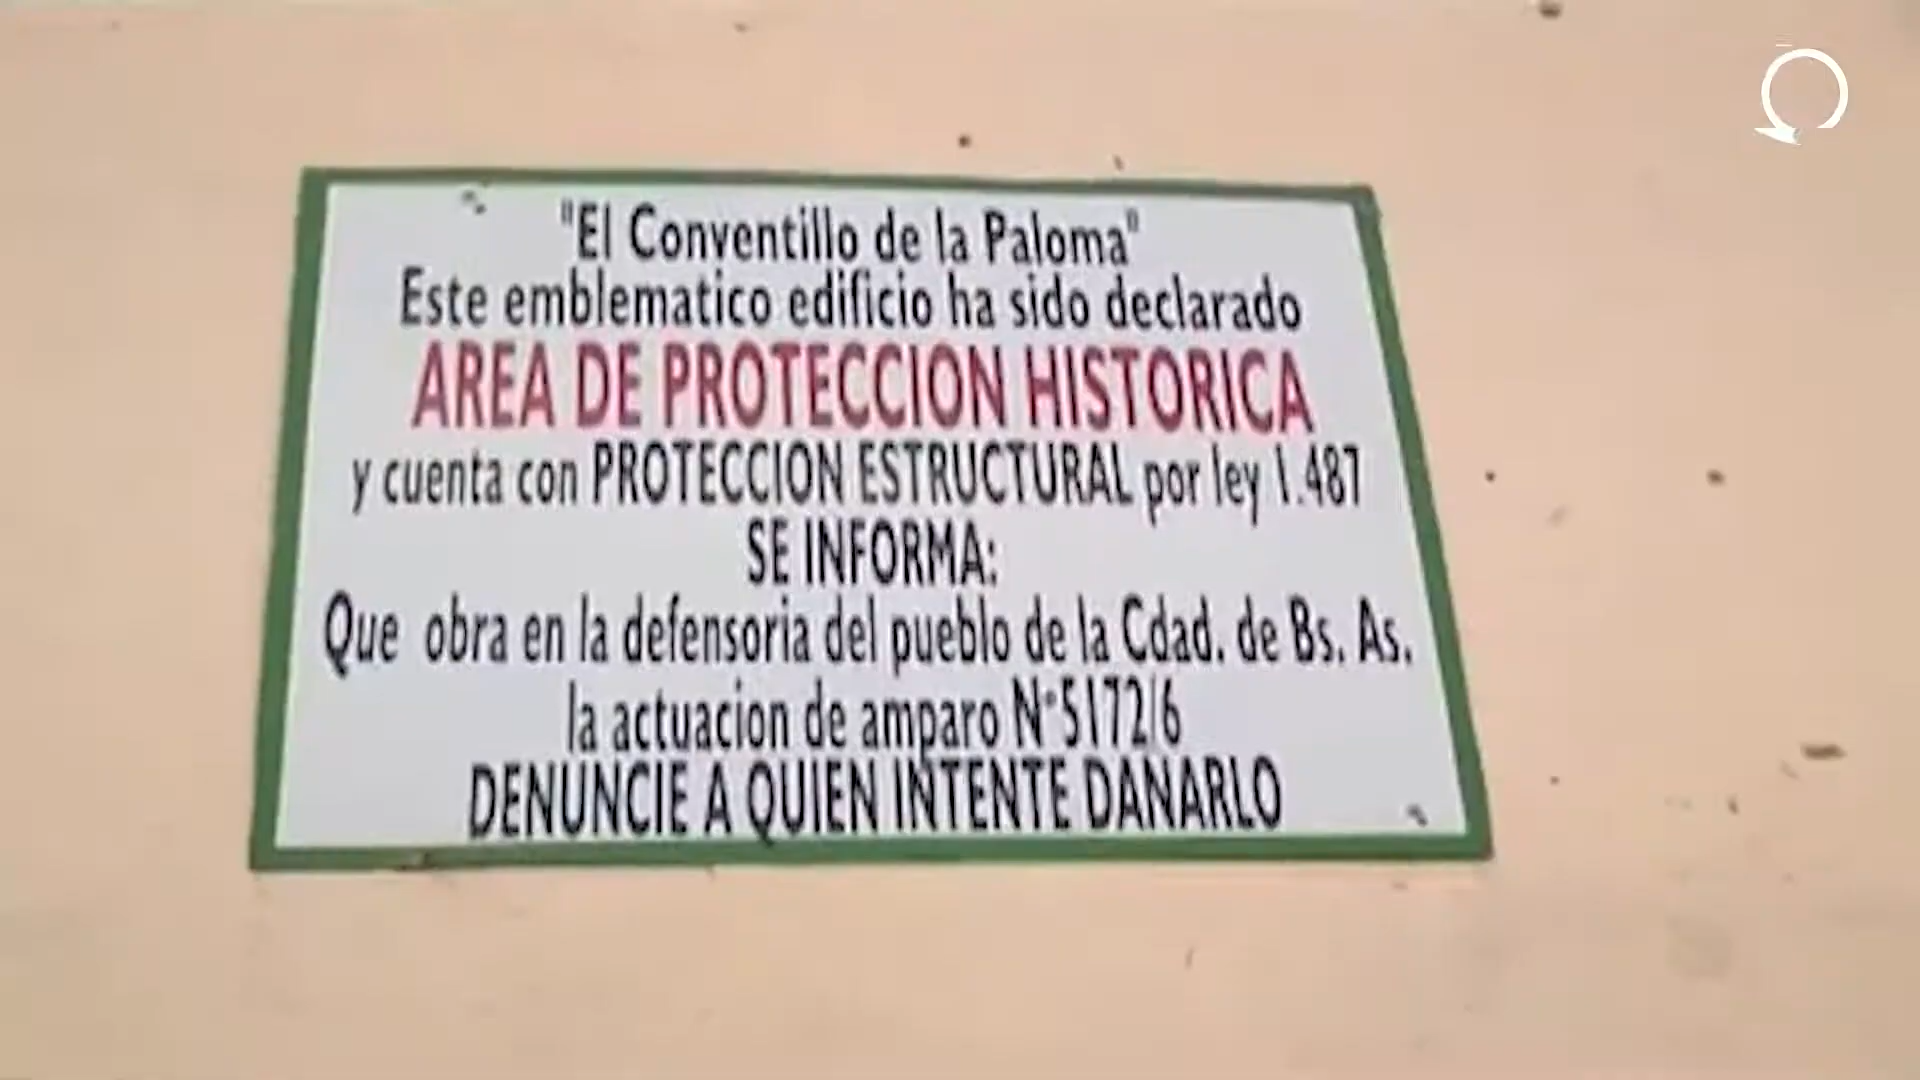 "El Conventillo de la Paloma"
Este emblematico edificio ha sido declarado
AREA DE PROTECCION HISTORICA
y cuenta con PROTECCION ESTRUCTURAL por ley 1.487
SE INFORMA:
Que obra en la defensoria del pueblo de la Cdad. de Bs. As.
la actuacion de amparo N°5172/6
DENUNCIE A QUIEN INTENTE DANARLO